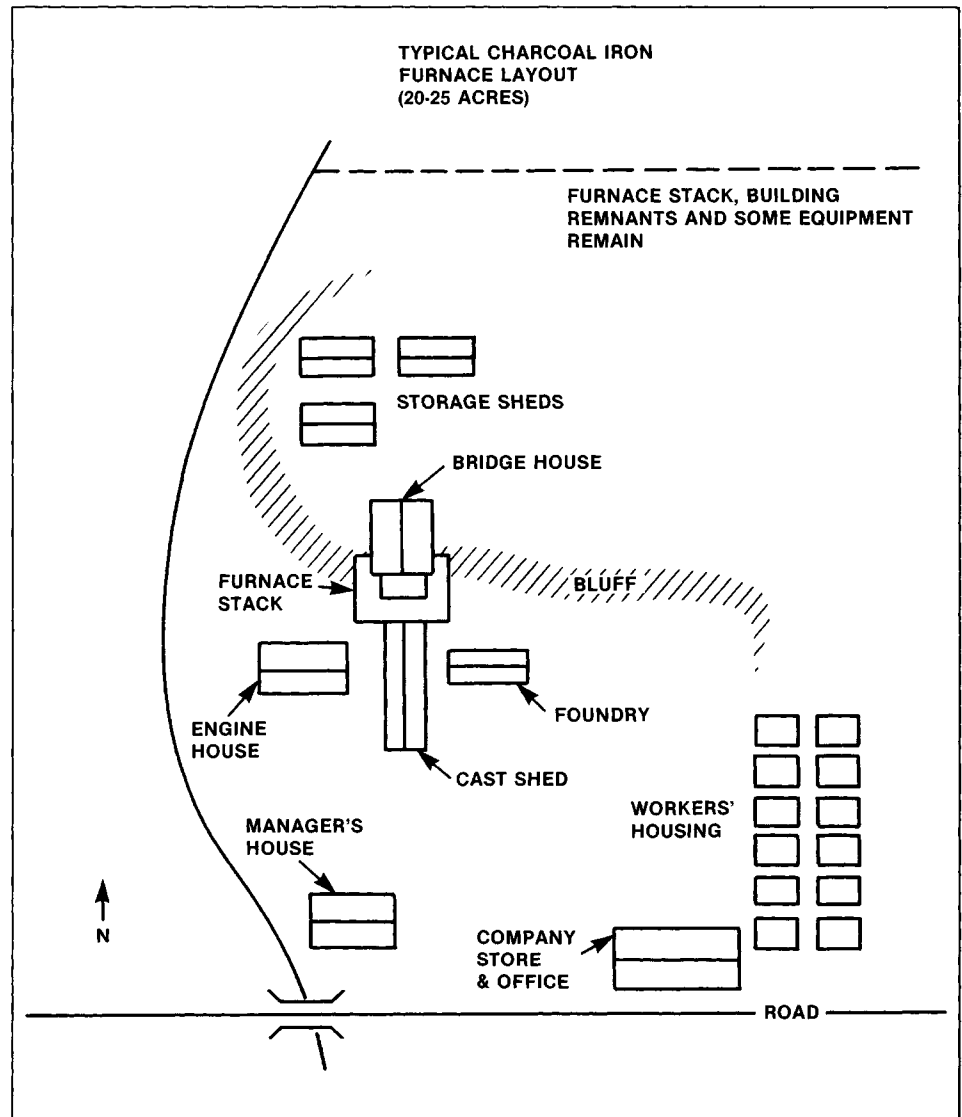 TYPICAL CHARCOAL IRON
FURNACE LAYOUT
(20-25 ACRES)
FURNACE STACK, BUILDING
REMNANTS AND SOME EQUIPMENT
REMAIN
STORAGE SHEDS
BRIDGE HOUSE
FURNACE
STACK
BLUFF
ENGINE
HOUSE
FOUNDRY
CAST SHED
MANAGER'S
HOUSE
WORKERS'
HOUSING
N
COMPANY
STORE
& OFFICE
ROAD